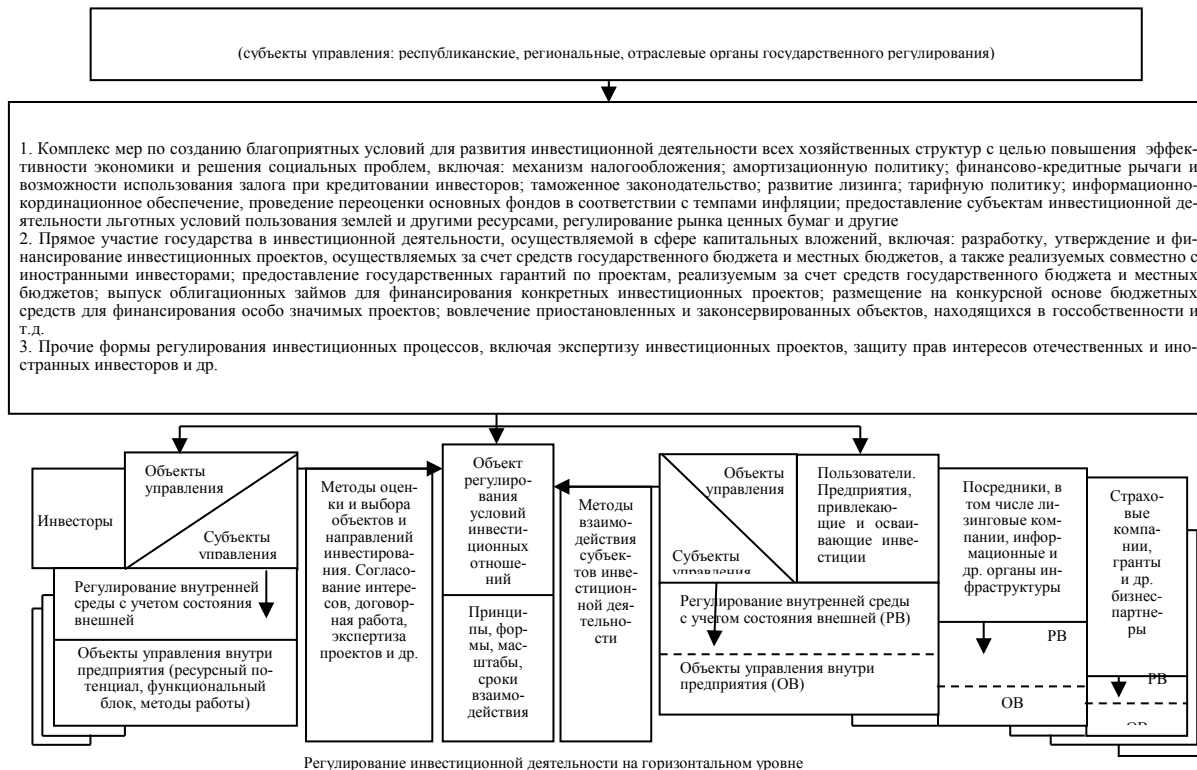 (субъекты управления: республиканские, региональные, отраслевые органы государственного регулирования)
1. Комплекс мер по созданию благоприятных условий для развития инвестиционной деятельности всех хозяйственных структур с целью повышения эффек-
тивности экономики и решения социальных проблем, включая: механизм налогообложения; амортизационную политику; финансово-кредитные рычаги и
возможности использования залога при кредитовании инвесторов; таможенное законодательство; развитие лизинга; тарифную политику; информационно-
кординационное обеспечение, проведение переоценки основных фондов в соответствии с темпами инфляции; предоставление субъектам инвестиционной де-
ятельности льготных условий пользования землей и другими ресурсами, регулирование рынка ценных бумаг и другие
2. Прямое участие государства в инвестиционной деятельности, осуществляемой в сфере капитальных вложений, включая: разработку, утверждение и фи-
нансирование инвестиционных проектов, осуществляемых за счет средств государственного бюджета и местных бюджетов, а также реализуемых совместно с
иностранными инвесторами; предоставление государственных гарантий по проектам, реализуемым за счет средств государственного бюджета и местных
бюджетов; выпуск облигационных займов для финансирования конкретных инвестиционных проектов; размещение на конкурсной основе бюджетных
средств для финансирования особо значимых проектов; вовлечение приостановленных и законсервированных объектов, находящихся в госсобственности и
т.д.
3. Прочие формы регулирования инвестиционных процессов, включая экспертизу инвестиционных проектов, защиту прав интересов отечественных и ино-
странных инвесторов и др.
Инвесторы
Объекты
управления
Субъекты
управления
Регулирование внутренней
среды с учетом состояния
внешней
Объекты управления внутри
предприятия (ресурсный по-
тенциал, функциональный
блок, методы работы)
Методы оцен-
ки и выбора
объектов и
направлений
инвестирова-
ния. Согласо-
вание интере-
сов, договор-
ная работа,
экспертиза
проектов и др.
Объект
регулиро-
вания
условий
инвести-
ционных
отноше-
ний
Принци-
пы, фор-
мы, мас-
штабы,
сроки
взаимо-
действия
Методы
взаимо-
действия
субъек-
тов инве-
стицион-
ной дея-
тельно-
сти
Объекты
управления
Субъекты
управления
Пользователи.
Предприятия,
привлекаю-
щие и осваи-
вающие инве-
стиции
Регулирование внутренней среды
с учетом состояния внешней (РВ)
Объекты управления внутри
предприятия (ОВ)
Посредники, в
том числе ли-
зинговые ком-
пании, инфор-
мационные и
др. органы ин-
фраструктуры
РВ
ОВ
Страхо-
вые
компа-
нии,
гранты
и др.
бизнес-
партне-
ры
РВ
ОВ
Регулирование инвестиционной деятельности на горизонтальном уровне